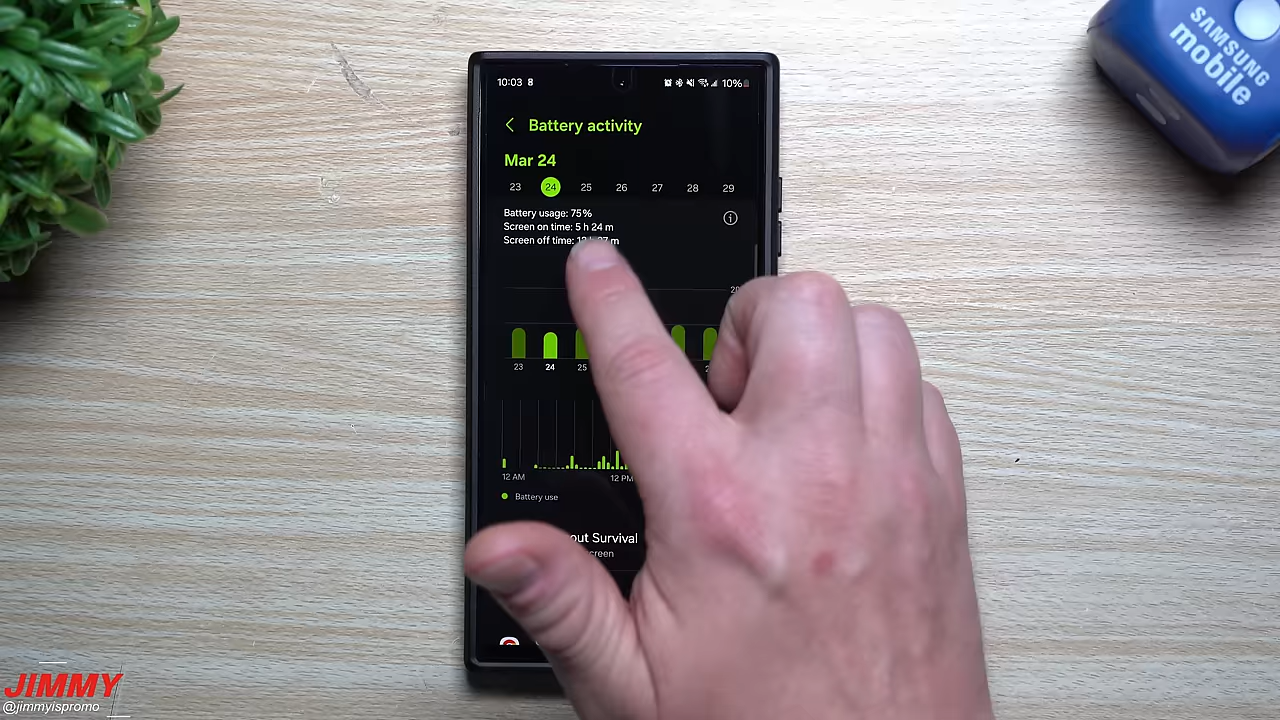 10:03
10%
Battery activity
Mar 24
23 24 25 26 27 28 29
Battery usage: 75%
Screen on time: 5 h 24 m
Screen off time: m
23 24 25
12 AM 12 PM
Battery use
out Survival
screen
SAMSUNG
mobile
JIMMY
@jimmyispromo